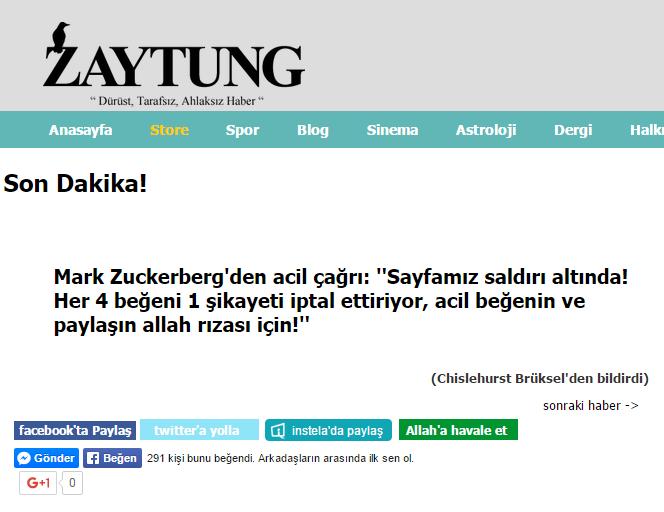 ZAYTUNG
“ Dürüst, Tarafsız, Ahlaksız Haber “
Anasayfa Store Spor Blog Sinema Astroloji Dergi Halk
Son Dakika!
Mark Zuckerberg'den acil çağrı: ''Sayfamız saldırı altında!
Her 4 beğeni 1 şikayeti iptal ettiriyor, acil beğenin ve
paylaşın allah rızası için!''
(Chislehurst Brüksel'den bildirdi)
sonraki haber ->
facebook'ta Paylaş twitter'a yolla instela'da paylaş Allah'a havale et
Gönder Beğen 291 kişi bunu beğendi. Arkadaşların arasında ilk sen ol.
G+1 0